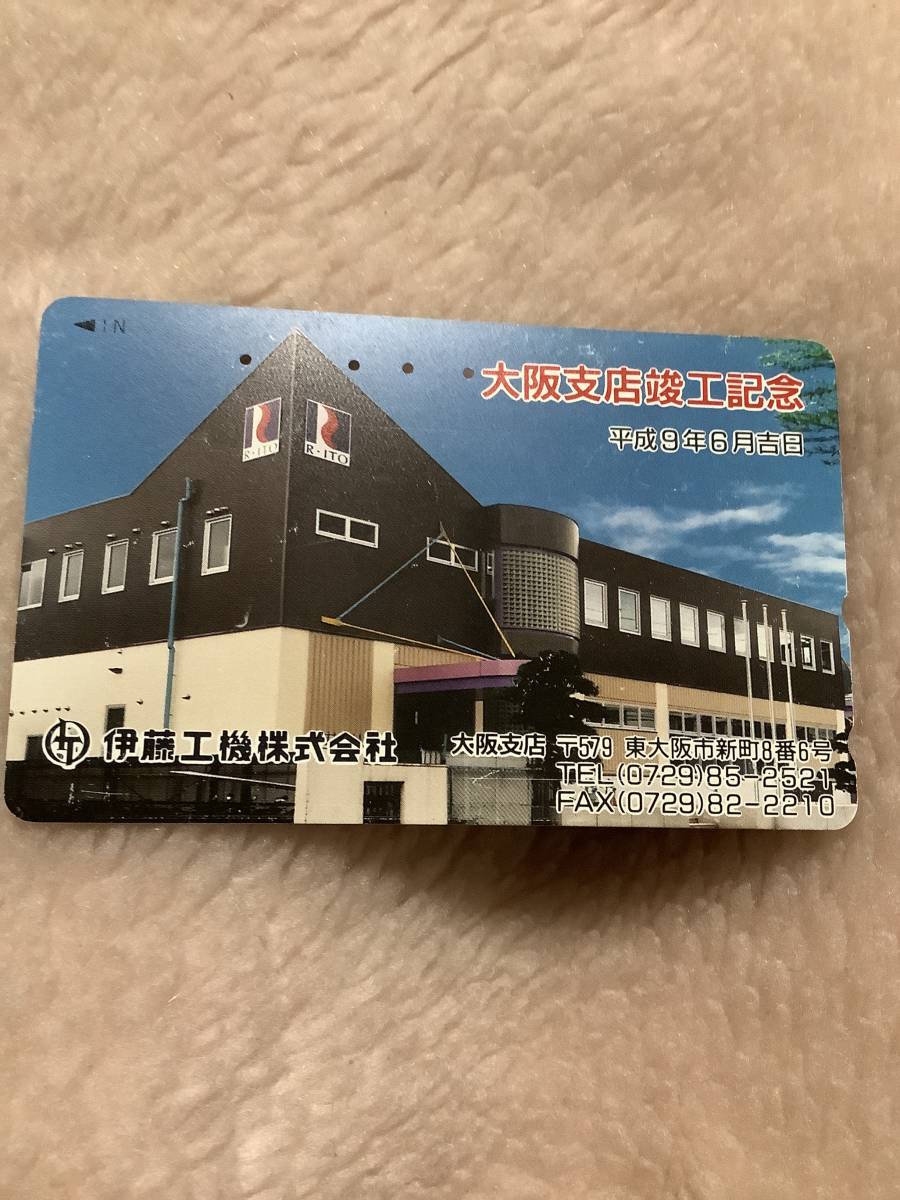 ◀IN
大阪支店竣工記念
平成9年6月吉日
R・ITO
R・ITO
伊藤工機株式会社
大阪支店 〒579 東大阪市新町8番6号
TEL(0729)85-2521
FAX(0729)82-2210